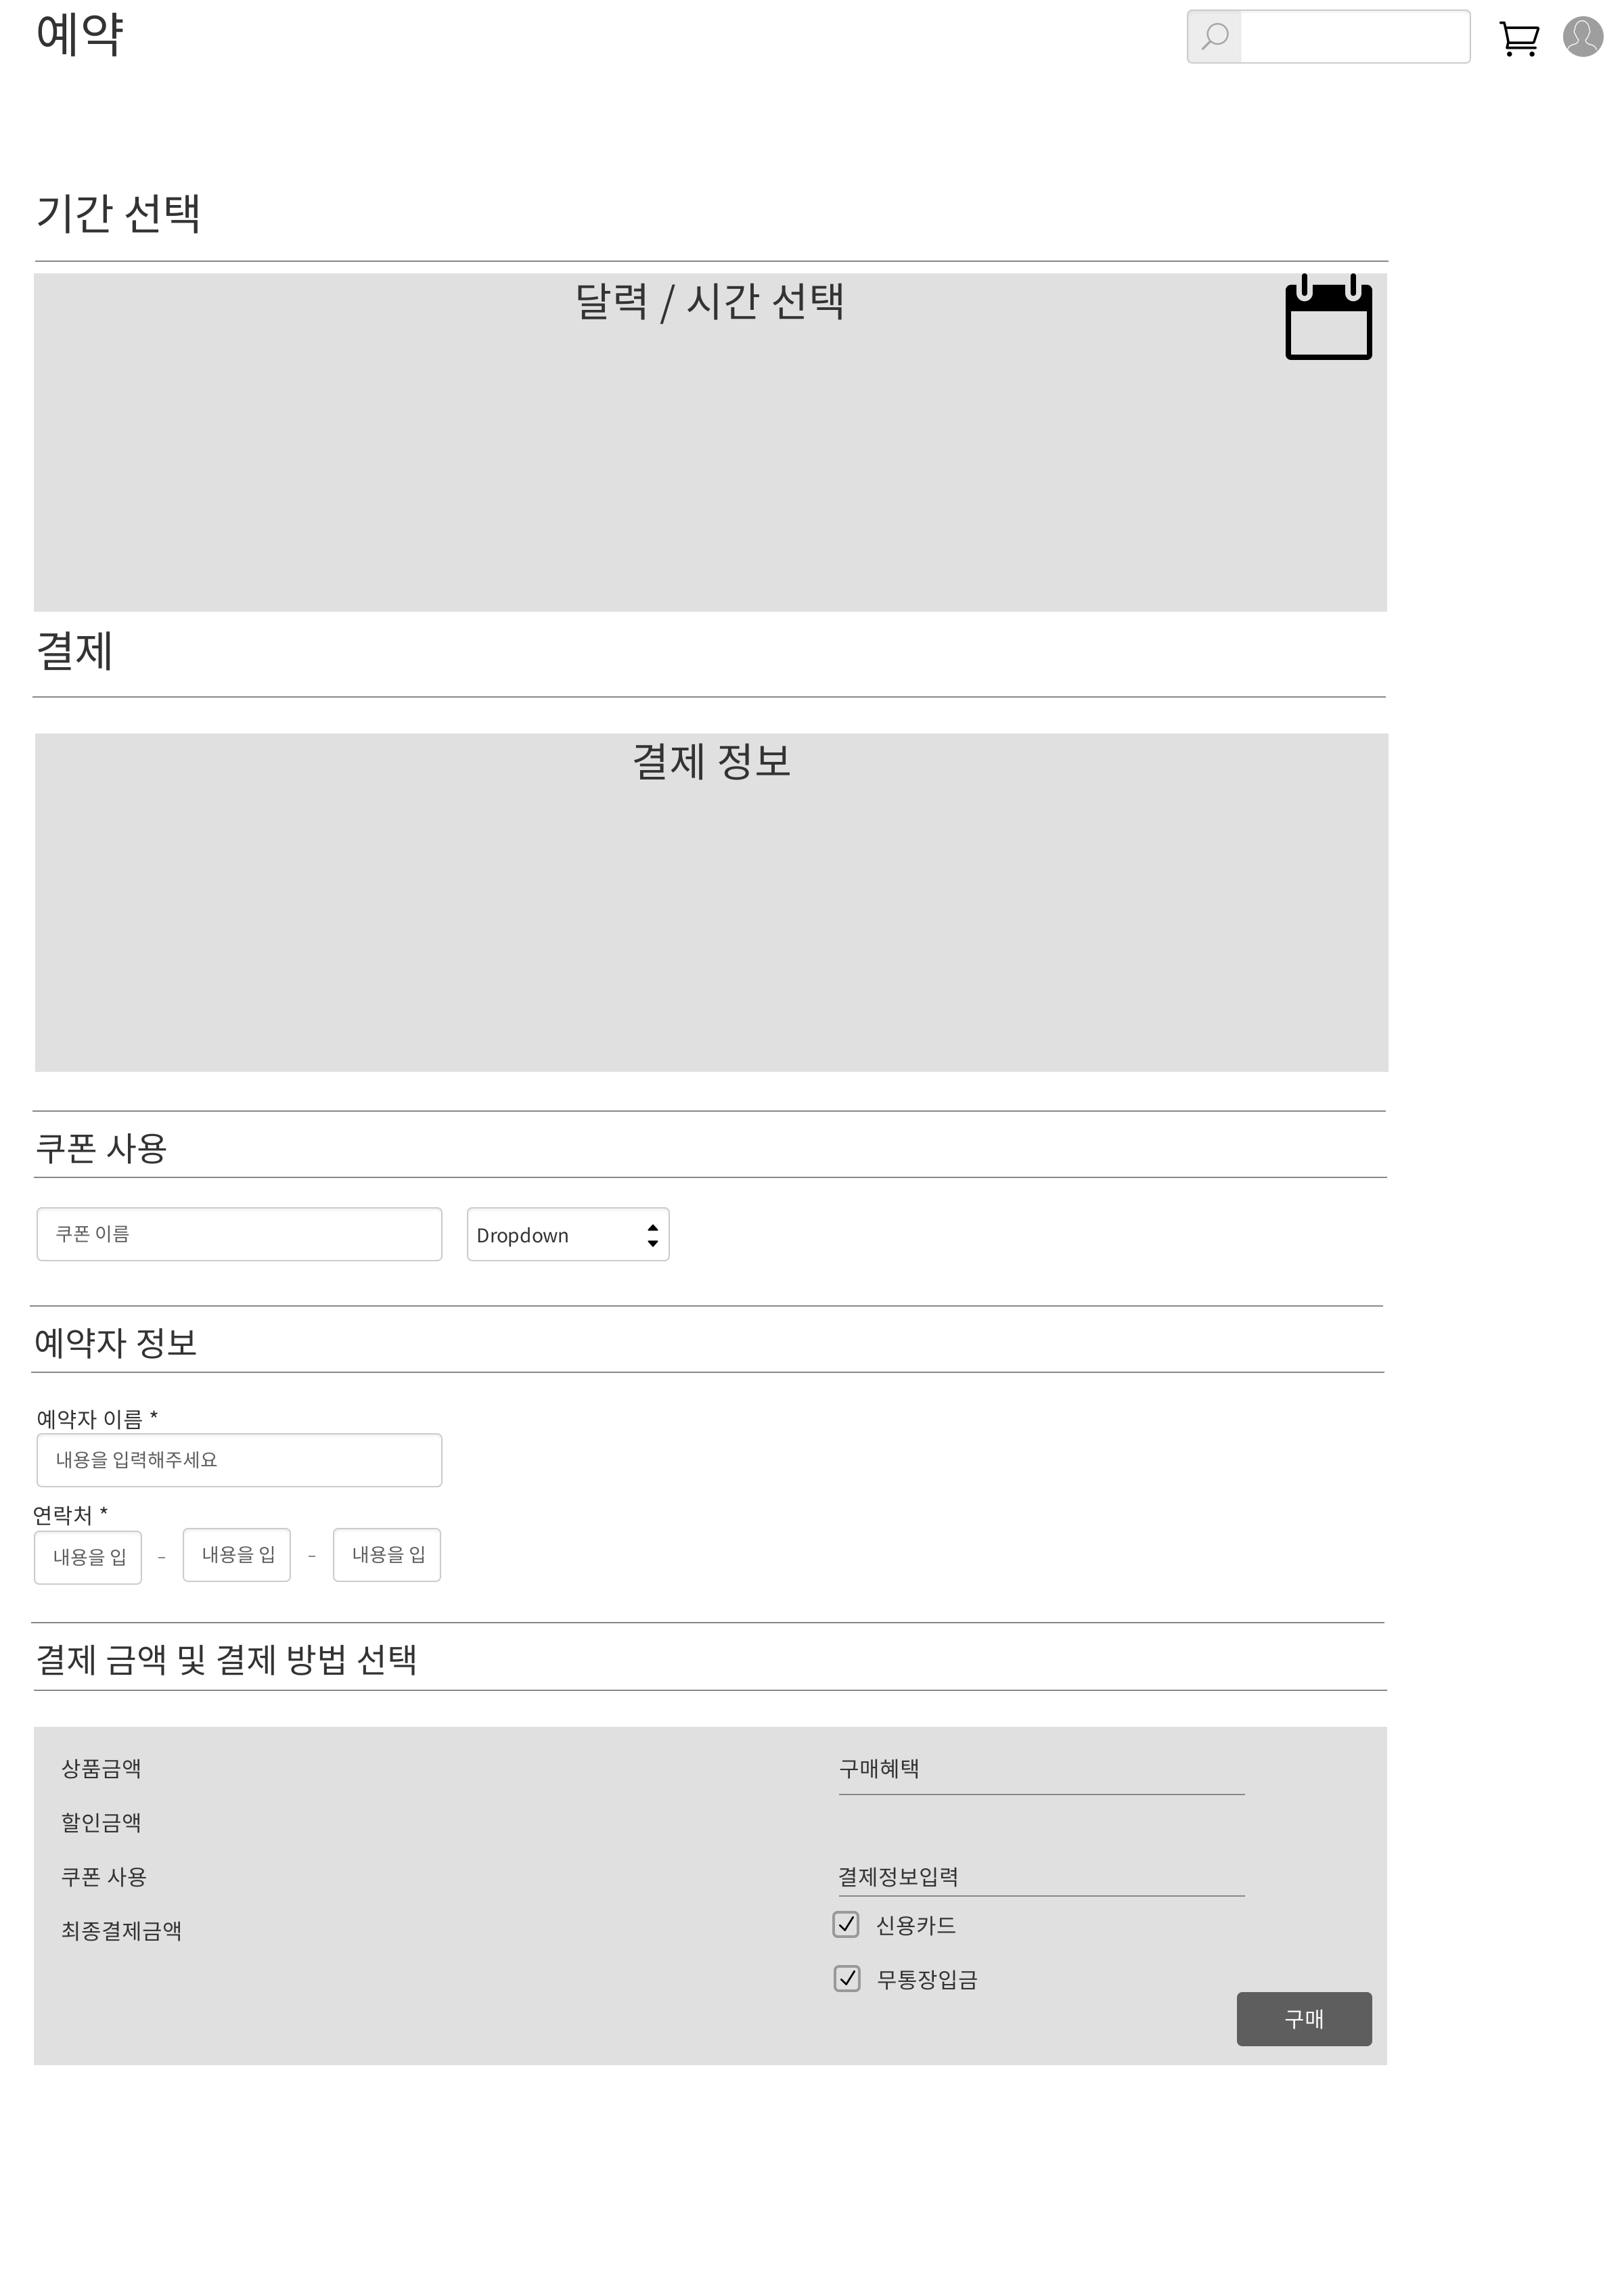 예약
기간 선택
달력 / 시간 선택
결제
결제 정보
쿠폰 사용
쿠폰 이름
Dropdown
예약자 정보
예약자 이름 *
내용을 입력해주세요
연락처 *
내용을 입 - 내용을 입 - 내용을 입
결제 금액 및 결제 방법 선택
상품금액
할인금액
쿠폰 사용
최종결제금액
구매혜택
결제정보입력
신용카드
무통장입금
구매